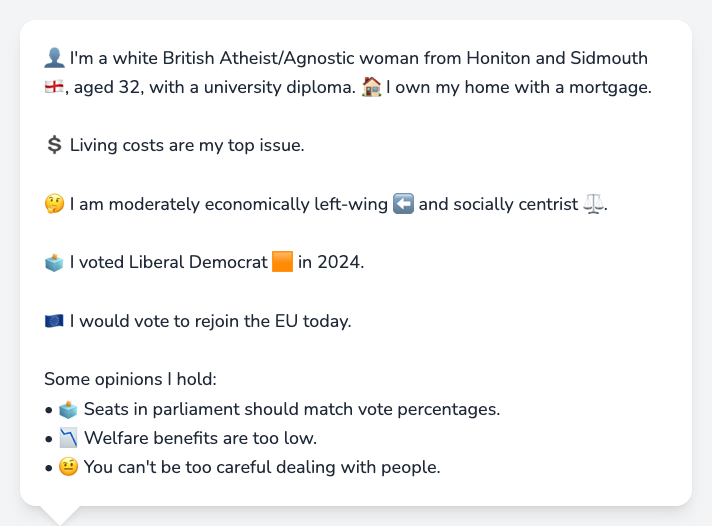 👤 I'm a white British Atheist/Agnostic woman from Honiton and Sidmouth
🏴󠁧󠁢󠁥󠁮󠁧󠁿, aged 32, with a university diploma. 🏠 I own my home with a mortgage.
💲 Living costs are my top issue.
🤔 I am moderately economically left-wing ⬅️ and socially centrist ⚖️.
🗳️ I voted Liberal Democrat 🟧 in 2024.
🇪🇺 I would vote to rejoin the EU today.
Some opinions I hold:
• 🗳️ Seats in parliament should match vote percentages.
• 📉 Welfare benefits are too low.
• 🤨 You can't be too careful dealing with people.